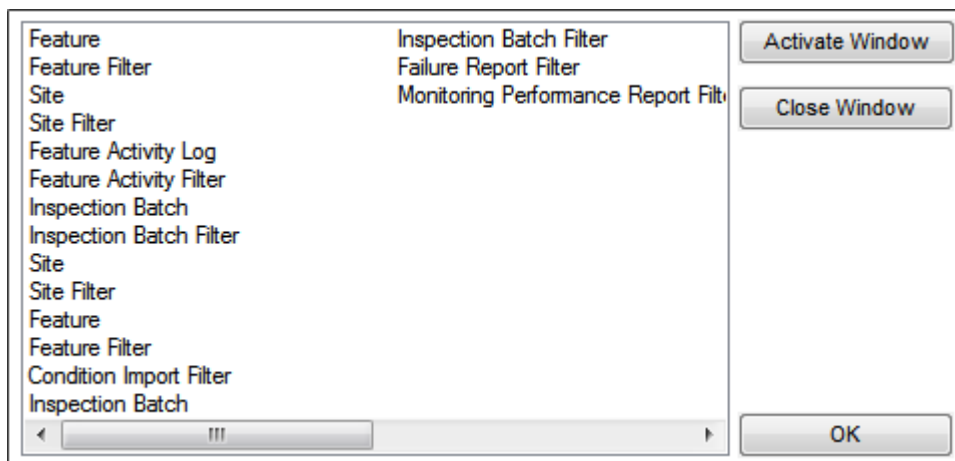 Feature
Feature Filter
Site
Site Filter
Feature Activity Log
Feature Activity Filter
Inspection Batch
Inspection Batch Filter
Site
Site Filter
Feature
Feature Filter
Condition Import Filter
Inspection Batch
Inspection Batch Filter
Failure Report Filter
Monitoring Performance Report Filt
Activate Window
Close Window
OK